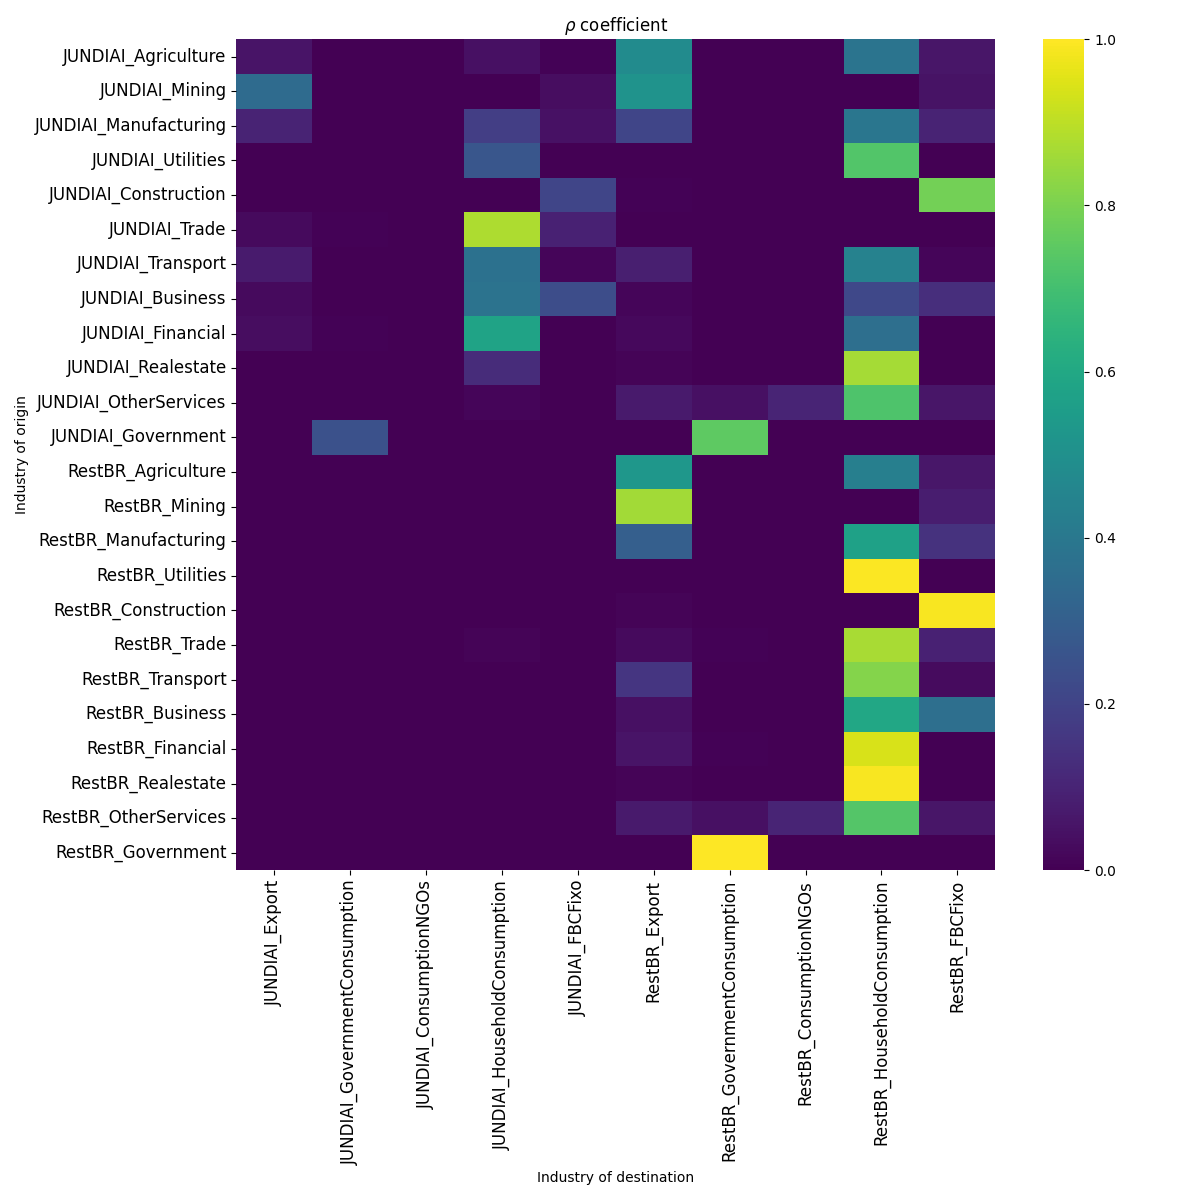 ρ coefficient
JUNDIAI_Agriculture
JUNDIAI_Mining
JUNDIAI_Manufacturing
JUNDIAI_Utilities
JUNDIAI_Construction
JUNDIAI_Trade
JUNDIAI_Transport
JUNDIAI_Business
JUNDIAI_Financial
JUNDIAI_Realestate
JUNDIAI_OtherServices
JUNDIAI_Government
RestBR_Agriculture
RestBR_Mining
RestBR_Manufacturing
RestBR_Utilities
RestBR_Construction
RestBR_Trade
RestBR_Transport
RestBR_Business
RestBR_Financial
RestBR_Realestate
RestBR_OtherServices
RestBR_Government
Industry of origin
JUNDIAI_Export
JUNDIAI_GovernmentConsumption
JUNDIAI_ConsumptionNGOs
JUNDIAI_HouseholdConsumption
JUNDIAI_FBCFixo
RestBR_Export
RestBR_GovernmentConsumption
RestBR_ConsumptionNGOs
RestBR_HouseholdConsumption
RestBR_FBCFixo
Industry of destination
1.0
0.8
0.6
0.4
0.2
0.0